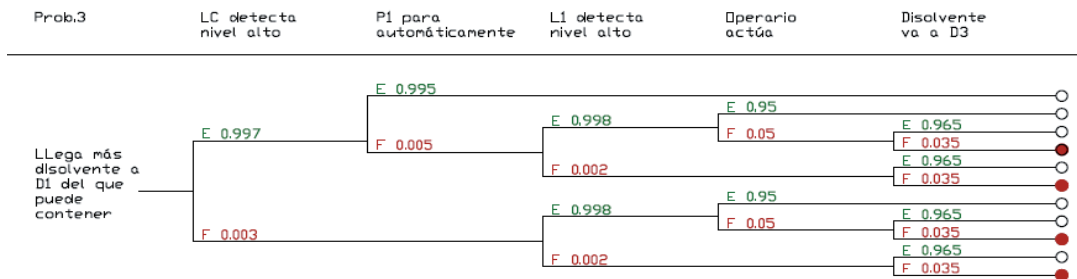 Prob.3
LC detecta
nivel alto
P1 para
automáticamente
L1 detecta
nivel alto
Operario
actúa
Disolvente
va a D3
E 0.995
E 0.95
E 0.998
E 0.965
E 0.997
F 0.005
F 0.05
F 0.035
LLega más
disolvente a
D1 del que
puede
contener
F 0.002
E 0.965
F 0.035
E 0.95
E 0.998
E 0.965
F 0.003
F 0.05
F 0.035
F 0.002
E 0.965
F 0.035